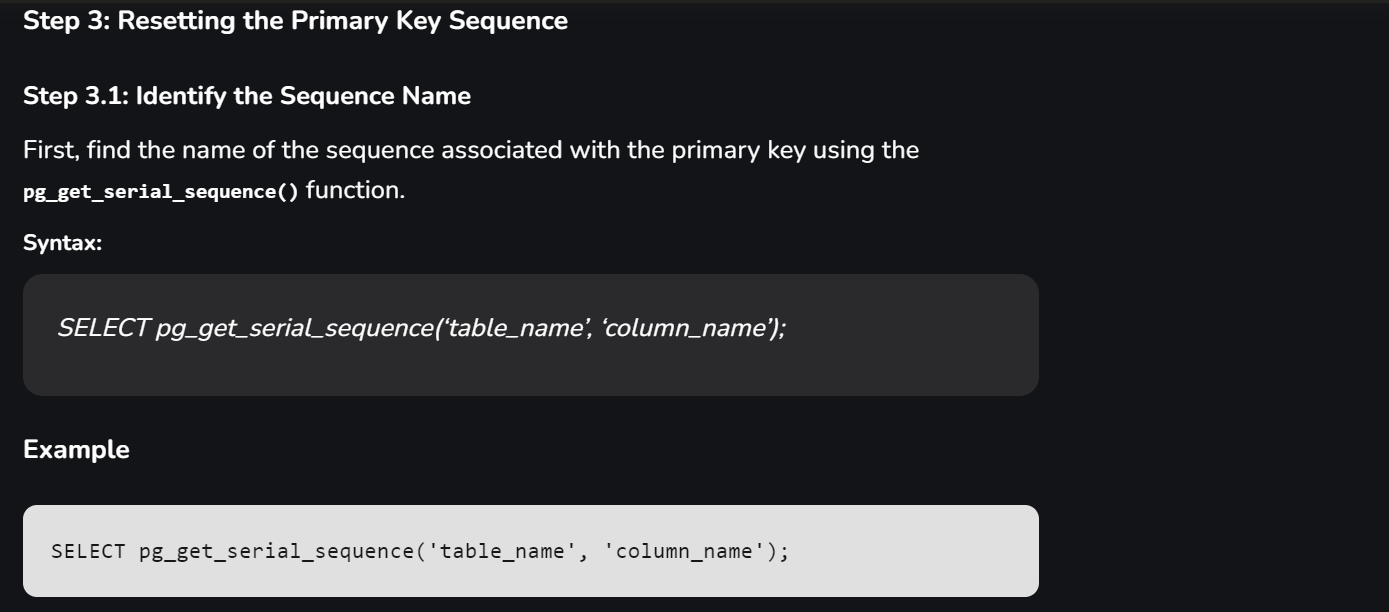 Step 3: Resetting the Primary Key Sequence
Step 3.1: Identify the Sequence Name
First, find the name of the sequence associated with the primary key using the
pg_get_serial_sequence() function.
Syntax:
SELECT pg_get_serial_sequence(‘table_name’, ‘column_name’);
Example
SELECT pg_get_serial_sequence('table_name', 'column_name');